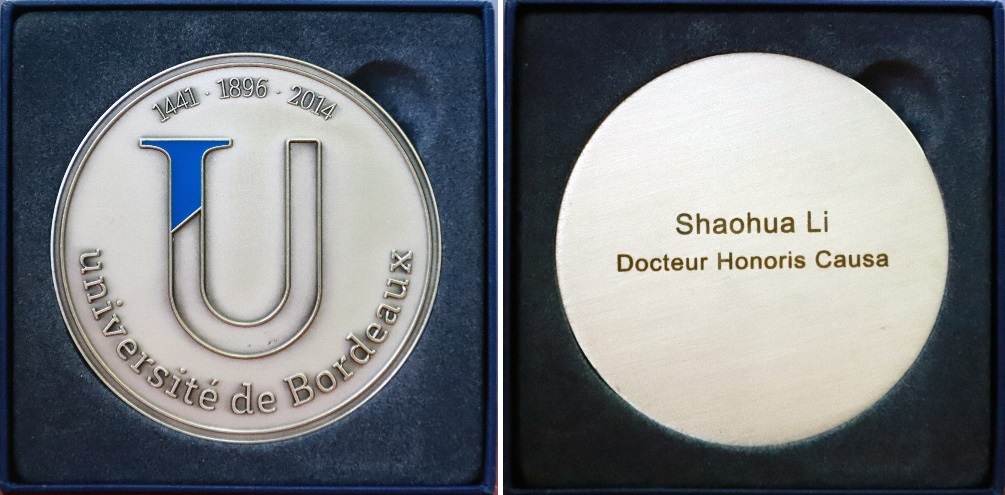 1441 · 1896 · 2014
U
université de Bordeaux
Shaohua Li
Docteur Honoris Causa